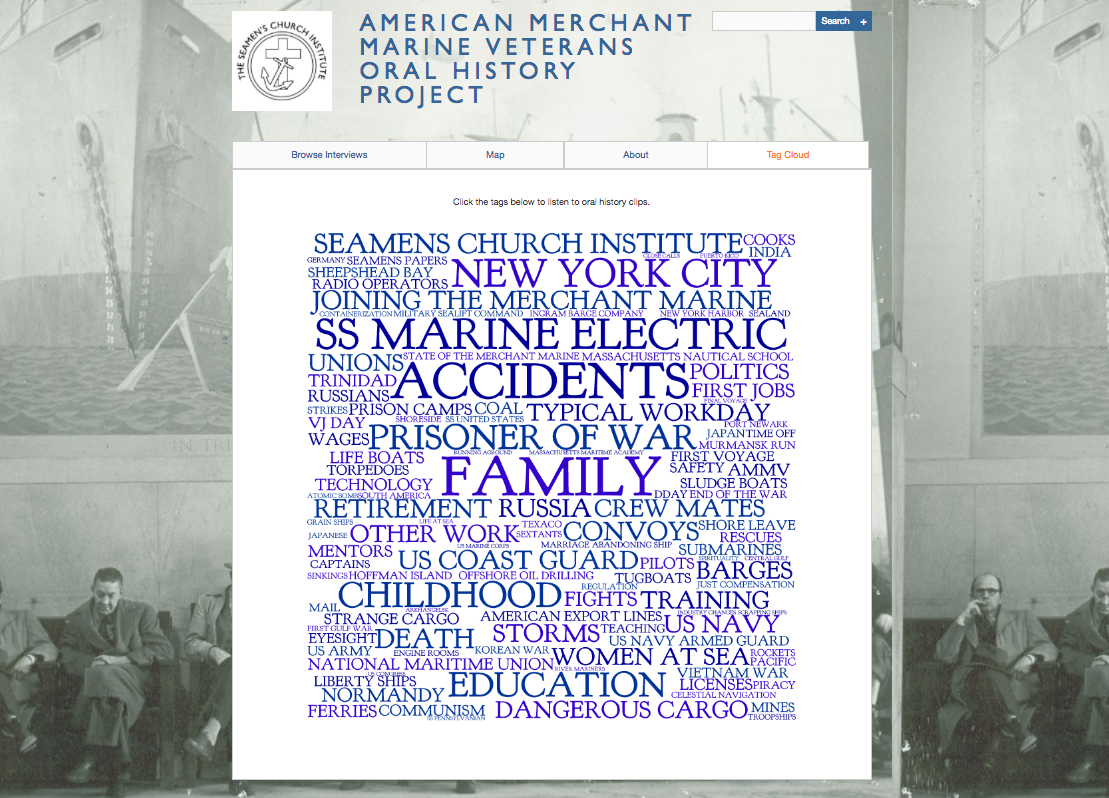 THE SEAMEN'S CHURCH INSTITUTE
AMERICAN MERCHANT
MARINE VETERANS
ORAL HISTORY
PROJECT
Search +
Browse Interviews
Map
About
Tag Cloud
Click the tags below to listen to oral history clips.
SEAMENS CHURCH INSTITUTE COOKS
GERMANY SEAMENS PAPERS CLOSE CALLS PUERTO RICO INDIA
SHEEPSHEAD BAY NEW YORK CITY
RADIO OPERATORS
JOINING THE MERCHANT MARINE
CONTAINERIZATION MILITARY SEALIFT COMMAND INGRAM BARGE COMPANY NEW YORK HARBOR SEALAND
SS MARINE ELECTRIC
UNIONS STATE OF THE MERCHANT MARINE MASSACHUSETTS NAUTICAL SCHOOL
TRINIDAD ACCIDENTS POLITICS
RUSSIANS FIRST JOBS
FINAL VOYAGE
STRIKES PRISON CAMPS COAL TYPICAL WORKDAY
VJ DAY SHORESIDE SS UNITED STATES PORT NEWARK
WAGES PRISONER OF WAR JAPAN TIME OFF
MURMANSK RUN
LIFE BOATS RUNNING AGROUND MASSACHUSETTS MARITIME ACADEMY FIRST VOYAGE
TORPEDOES FAMILY SAFETY AMMV
TECHNOLOGY SLUDGE BOATS
ATOMIC BOMB SOUTH AMERICA DDAY END OF THE WAR
RETIREMENT RUSSIA CREW MATES
GRAIN SHIPS LIFE AT SEA TEXACO CONVOYS SHORE LEAVE
JAPANESE OTHER WORK SEXTANTS RESCUES
MENTORS US MARINE CORPS MARRIAGE ABANDONING SHIP SUBMARINES
CAPTAINS US COAST GUARD PILOTS SPIRITUALITY CENTRAL GULF
BARGES
SINKINGS HOFFMAN ISLAND OFFSHORE OIL DRILLING TUGBOATS
REGULATION JUST COMPENSATION
CHILDHOOD FIGHTS TRAINING
MAIL ARKHANGELSK INDUSTRY CHANGES SCRAPPING SHIPS
STRANGE CARGO AMERICAN EXPORT LINES US NAVY
FIRST GULF WAR STORMS TEACHING
EYESIGHT DEATH US NAVY ARMED GUARD
US ARMY ENGINE ROOMS KOREAN WAR WOMEN AT SEA ROCKETS
NATIONAL MARITIME UNION PACIFIC
US CONGRESS RIVER MARINERS VIETNAM WAR
LIBERTY SHIPS EDUCATION LICENSES PIRACY
NORMANDY CELESTIAL NAVIGATION
FERRIES COMMUNISM DANGEROUS CARGO MINES
SS PENNSYLVANIAN TROOPSHIPS